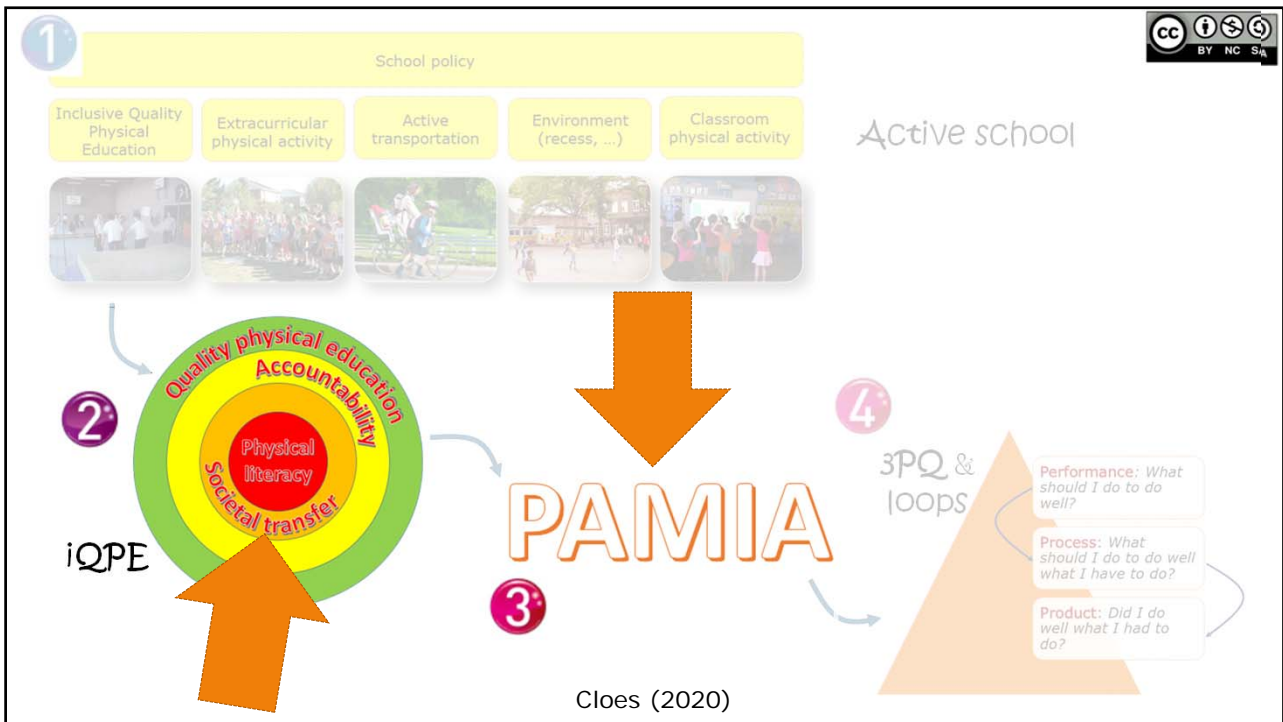 1
School policy
Inclusive Quality
Physical
Education
Extracurricular
physical activity
Active
transportation
Environment
(recess, ...)
Classroom
physical activity
Active school
cc
BY NC SA
2
Quality physical education
Accountability
Physical
literacy
Societal transfer
iQPE
PAMIA
3
4
3PQ &
loops
Performance: What
should I do to do
well?
Process: What
should I do to do well
what I have to do?
Product: Did I do
well what I had to
do?
Cloes (2020)